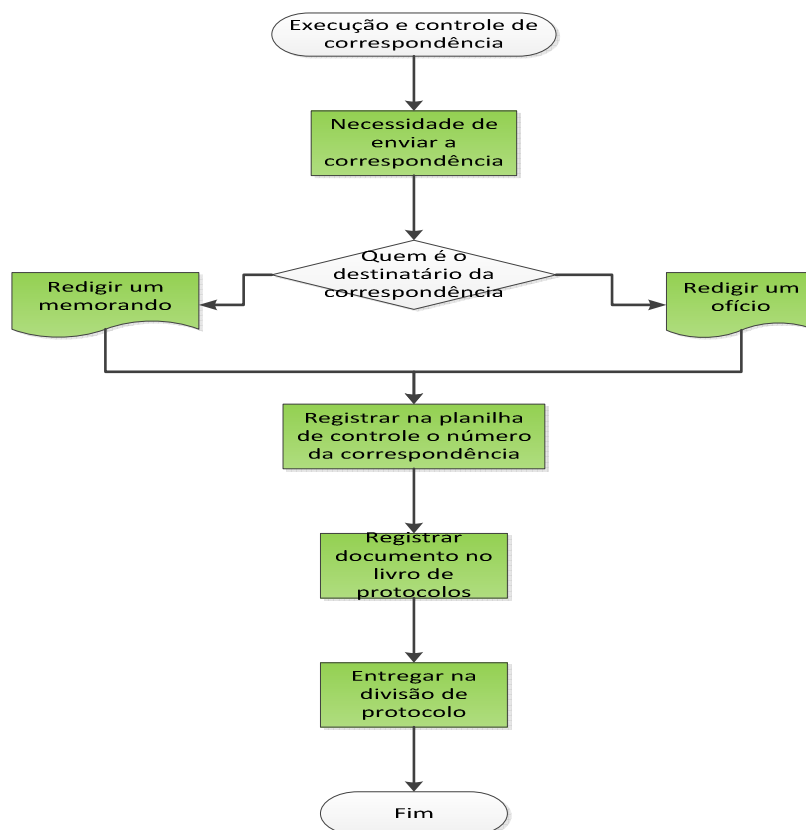 Execução e controle de
correspondência
Necessidade de
enviar a
correspondência
Quem é o
destinatário da
correspondência
Redigir um
memorando
Redigir um
ofício
Registrar na planilha
de controle o número
da correspondência
Registrar
documento no
livro de
protocolos
Entregar na
divisão de
protocolo
Fim